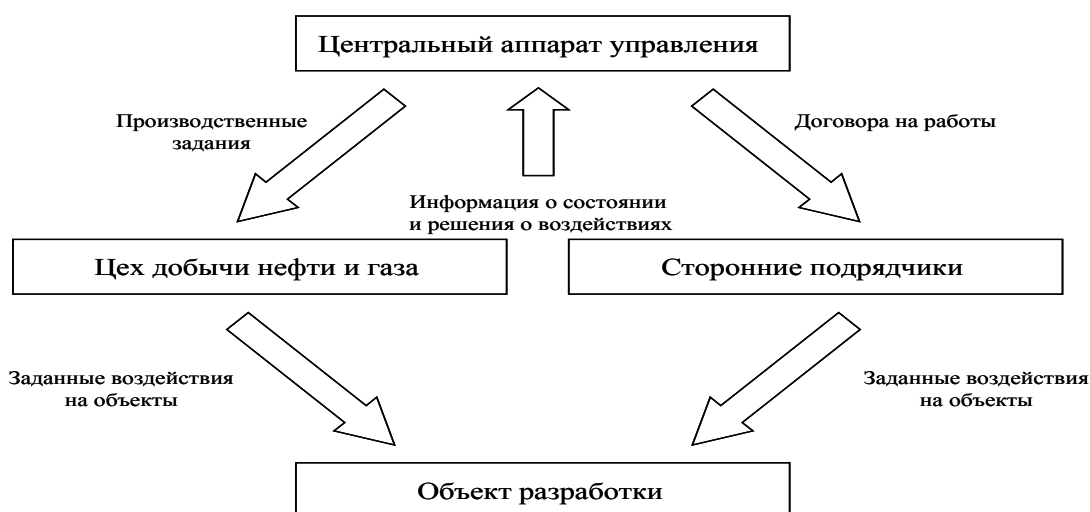 Центральный аппарат управления
Производственные
задания
Договора на работы
Информация о состоянии
и решения о воздействиях
Цех добычи нефти и газа
Сторонние подрядчики
Заданные воздействия
на объекты
Заданные воздействия
на объекты
Объект разработки